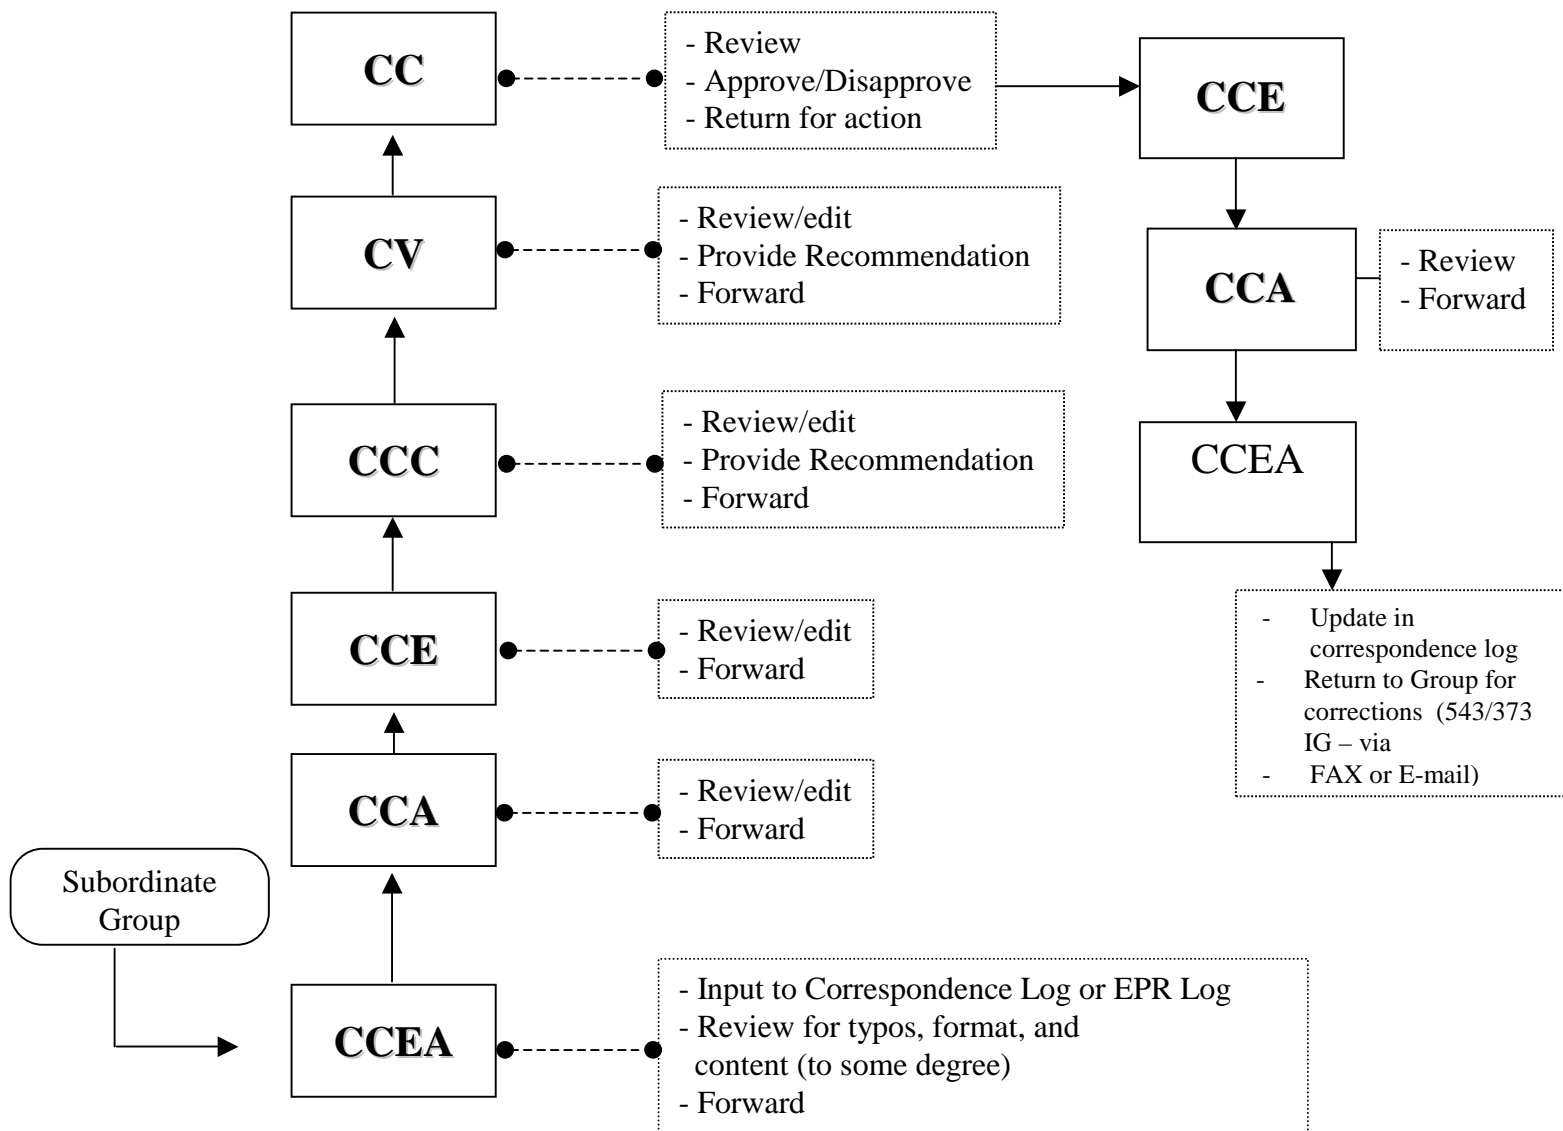 CC
- Review
- Approve/Disapprove
- Return for action
CCE
CV
- Review/edit
- Provide Recommendation
- Forward
CCA
- Review
- Forward
CCC
- Review/edit
- Provide Recommendation
- Forward
CCEA
CCE
- Review/edit
- Forward
- Update in
correspondence log
- Return to Group for
corrections (543/373
IG – via
- FAX or E-mail)
CCA
- Review/edit
- Forward
Subordinate
Group
CCEA
- Input to Correspondence Log or EPR Log
- Review for typos, format, and
content (to some degree)
- Forward